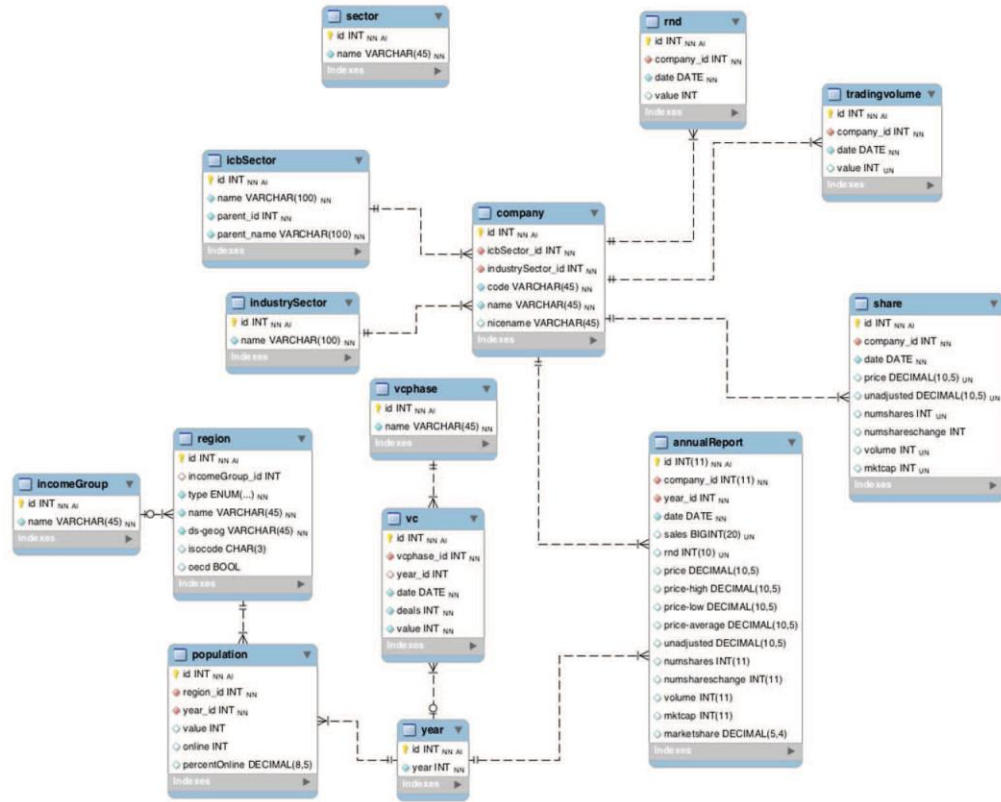 sector
id INT NN AI
name VARCHAR(45) NN
Indexes
rnd
id INT NN AI
company_id INT NN
date DATE NN
value INT
Indexes
tradingvolume
id INT NN AI
company_id INT NN
date DATE NN
value INT UN
Indexes
icbSector
id INT NN AI
name VARCHAR(100) NN
parent_id INT NN
parent_name VARCHAR(100) NN
Indexes
company
id INT NN AI
icbSector_id INT NN
industrySector_id INT NN
code VARCHAR(45) NN
name VARCHAR(45) NN
nicename VARCHAR(45)
Indexes
industrySector
id INT NN AI
name VARCHAR(100) NN
Indexes
share
id INT NN AI
company_id INT NN
date DATE NN
price DECIMAL(10,5) UN
unadjusted DECIMAL(10,5) UN
numshares INT UN
numshareschange INT
volume INT UN
mktcap INT UN
Indexes
vcphase
id INT NN AI
name VARCHAR(45) NN
Indexes
region
id INT NN AI
incomeGroup_id INT
type ENUM(...) NN
name VARCHAR(45) NN
ds-geog VARCHAR(45) NN
isocode CHAR(3)
oecd BOOL
Indexes
annualReport
id INT(11) NN AI
company_id INT(11) NN
year_id INT NN
date DATE NN
sales BIGINT(20) UN
rnd INT(10) UN
price DECIMAL(10,5)
price-high DECIMAL(10,5)
price-low DECIMAL(10,5)
price-average DECIMAL(10,5)
unadjusted DECIMAL(10,5)
numshares INT(11)
numshareschange INT(11)
volume INT(11)
mktcap INT(11)
marketshare DECIMAL(5,4)
Indexes
incomeGroup
id INT NN AI
name VARCHAR(45) NN
Indexes
vc
id INT NN AI
vcphase_id INT NN
year_id INT
date DATE NN
deals INT NN
value INT NN
Indexes
population
id INT NN AI
region_id INT NN
year_id INT NN
value INT
online INT
percentOnline DECIMAL(8,5)
Indexes
year
id INT NN AI
year INT NN
Indexes